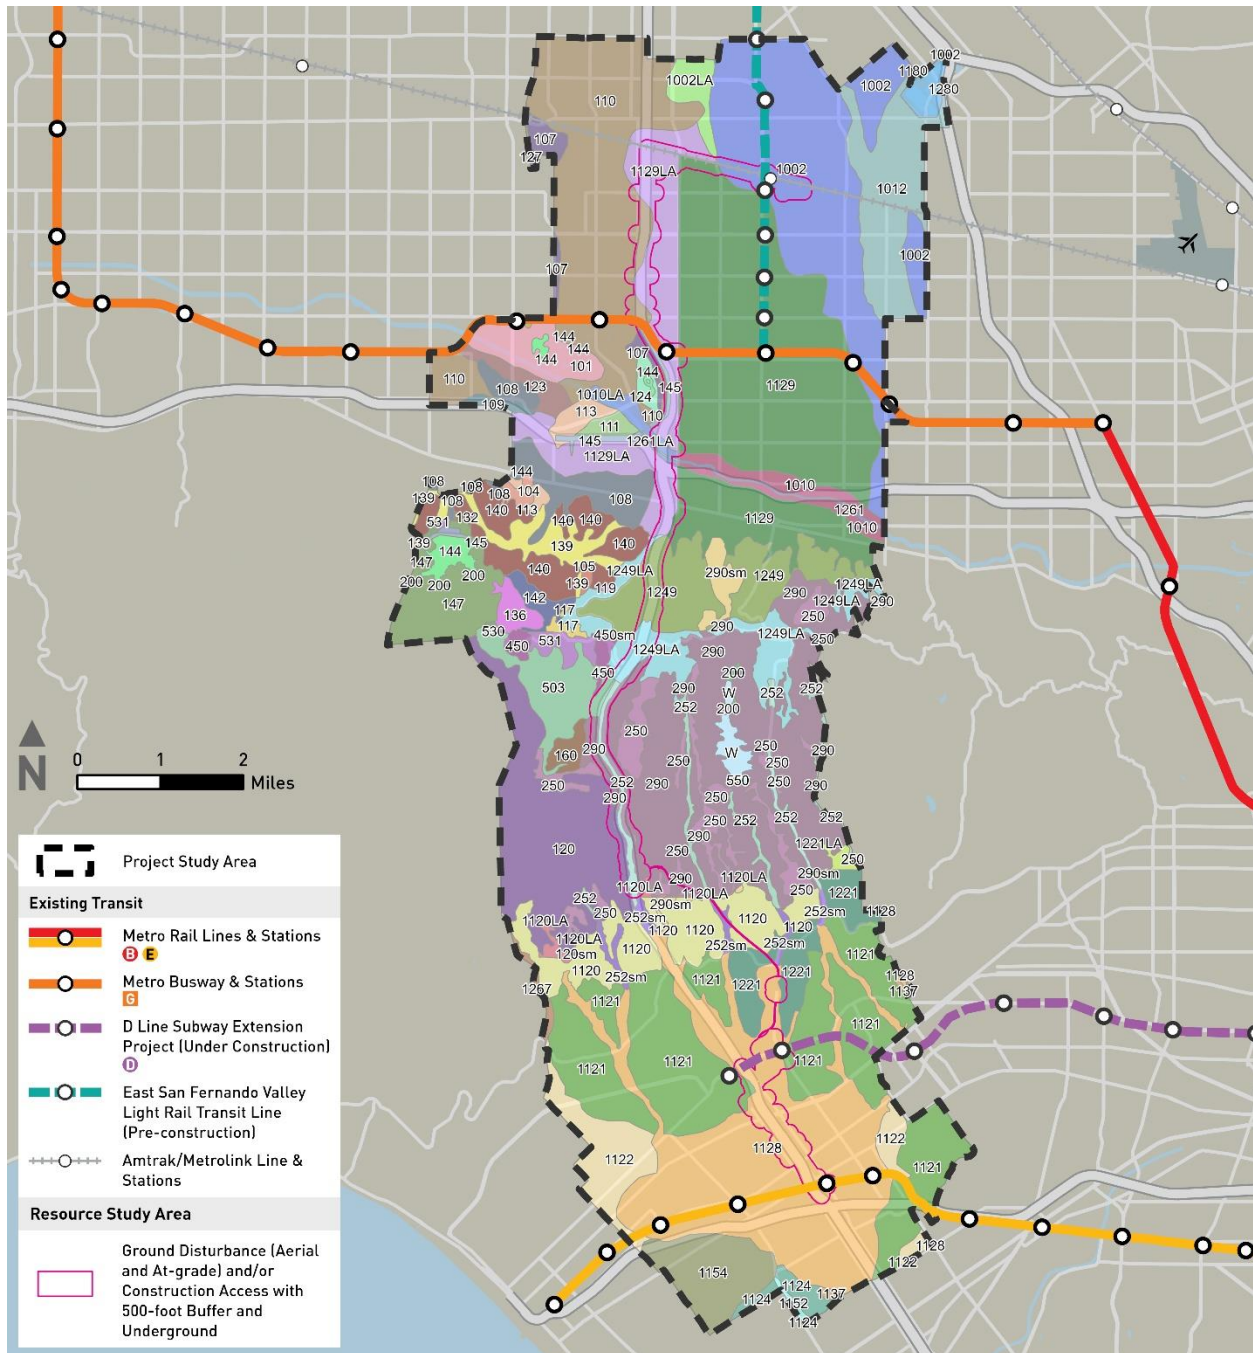 1002
1002LA
1180
1002
1280
110
107
127
1129LA
1002
1012
1002
107
144
144
144
101
107
144
145
1129
110
108
123
1010LA
124
109
113
110
111
145
1261LA
1129LA
144
1010
108
108
108
104
108
139
108
140
113
1261
531
132
140
140
1129
1010
139
145
139
140
144
147
105
290sm
1249
1249LA
200
200
200
140
1249LA
139
119
1249
290
1249LA
290
147
142
117
250
136
117
290
530
531
450sm
1249LA
250
450
1249LA
290
450
200
503
290
W
252
252
252
200
250
250
290
160
290
W
250
250
250
252
290
550
250
290
290
250
250
252
252
252
290
120
250
1221LA
290sm
250
290
1120LA
250
1221
1120LA
1120LA
252
290sm
1120LA
250
252sm
1120
252sm
1128
1120
1120
1120
1120LA
1120
252sm
252sm
120sm
1120
252sm
1121
1221
1121
1128
1267
1121
1221
1137
1121
1121
1121
1121
1122
1128
1122
1121
1128
1122
1154
1124
1137
1124
1152
1124
N
0 1 2
Miles
Project Study Area
Existing Transit
Metro Rail Lines & Stations
B E
Metro Busway & Stations
G
D Line Subway Extension
Project (Under Construction)
D
East San Fernando Valley
Light Rail Transit Line
(Pre-construction)
Amtrak/Metrolink Line &
Stations
Resource Study Area
Ground Disturbance (Aerial
and At-grade) and/or
Construction Access with
500-foot Buffer and
Underground